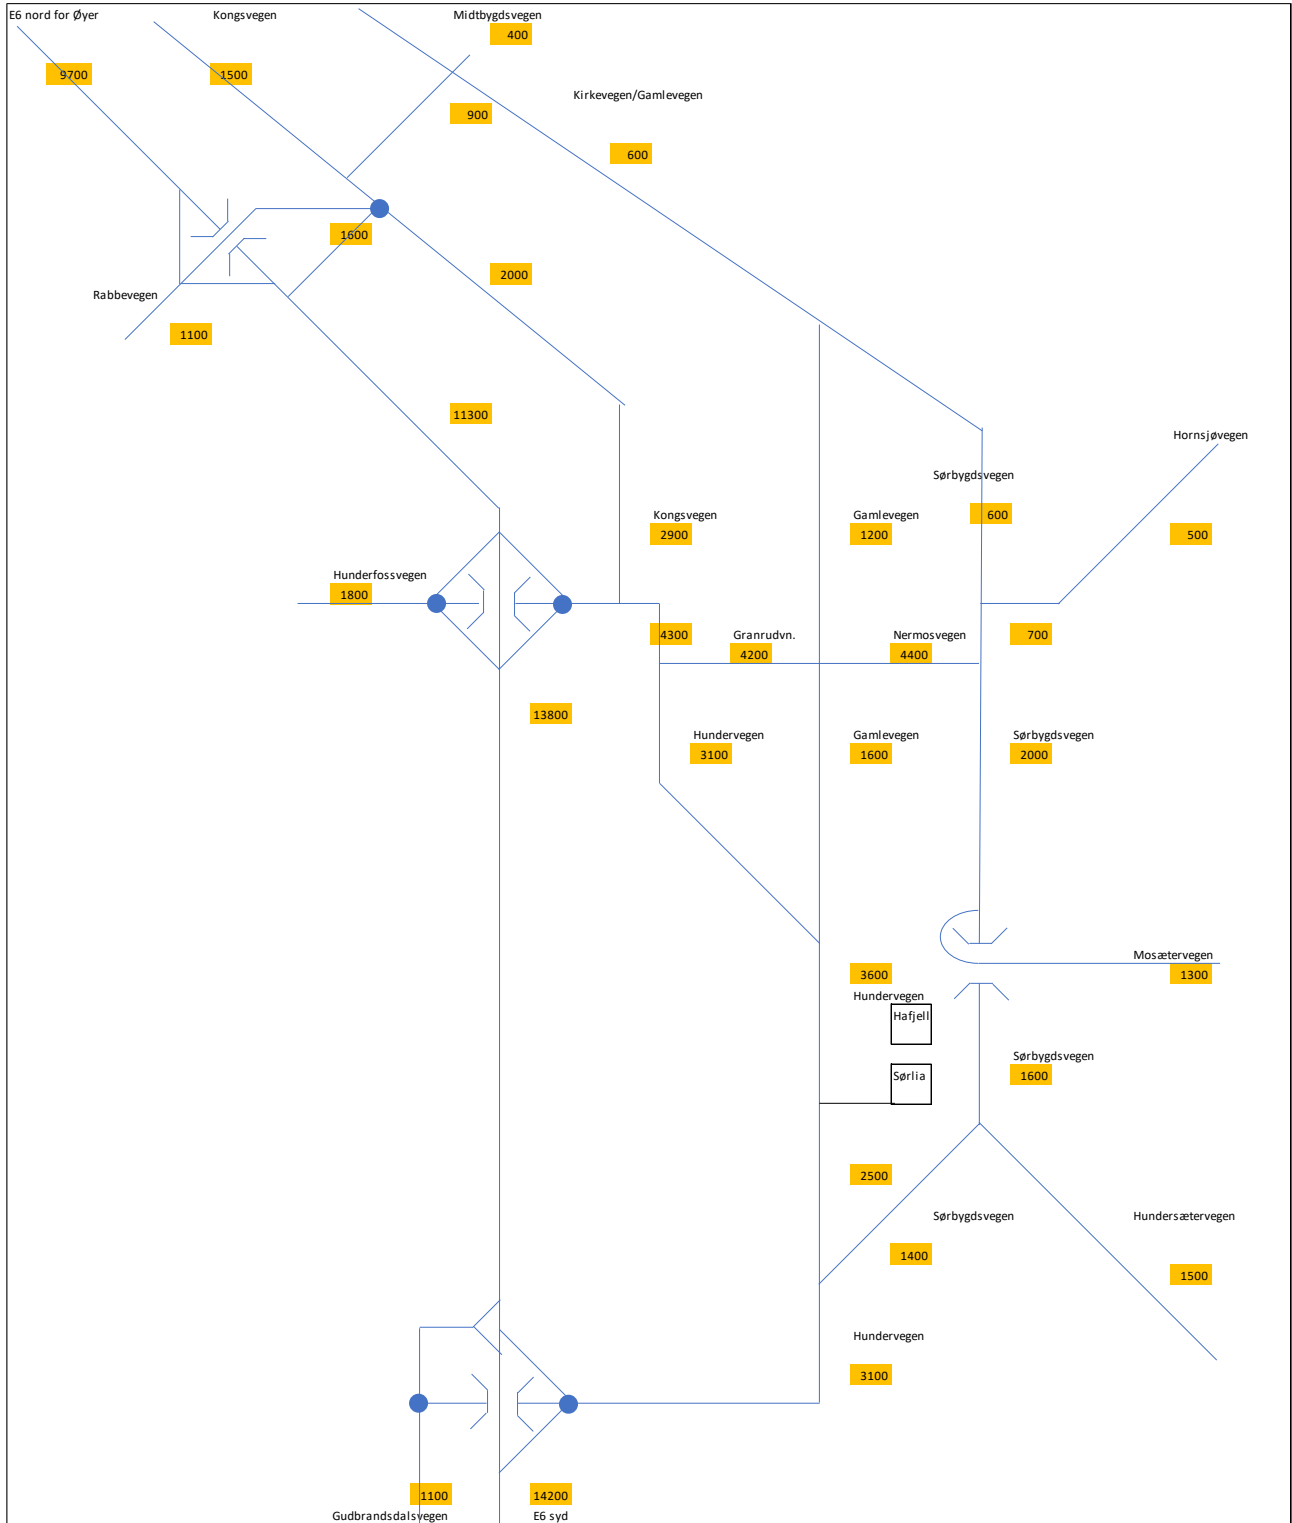 E6 nord for Øyer
Kongsvegen
Midtbygdsvegen
400
9700
1500
Kirkevegen/Gamlevegen
900
600
1600
2000
Rabbevegen
1100
11300
Hornsjøvegen
Sørbygdsvegen
Kongsvegen
Gamlevegen
600
2900
1200
500
Hunderfossvegen
1800
4300
Granrudvn.
Nermosvegen
700
4200
4400
13800
Hundervegen
Gamlevegen
Sørbygdsvegen
3100
1600
2000
Mosætervegen
3600
1300
Hundervegen
Hafjell
Sørbygdsvegen
Sørlia
1600
2500
Sørbygdsvegen
Hundersætervegen
1400
1500
Hundervegen
3100
1100
14200
Gudbrandsdalsvegen
E6 syd